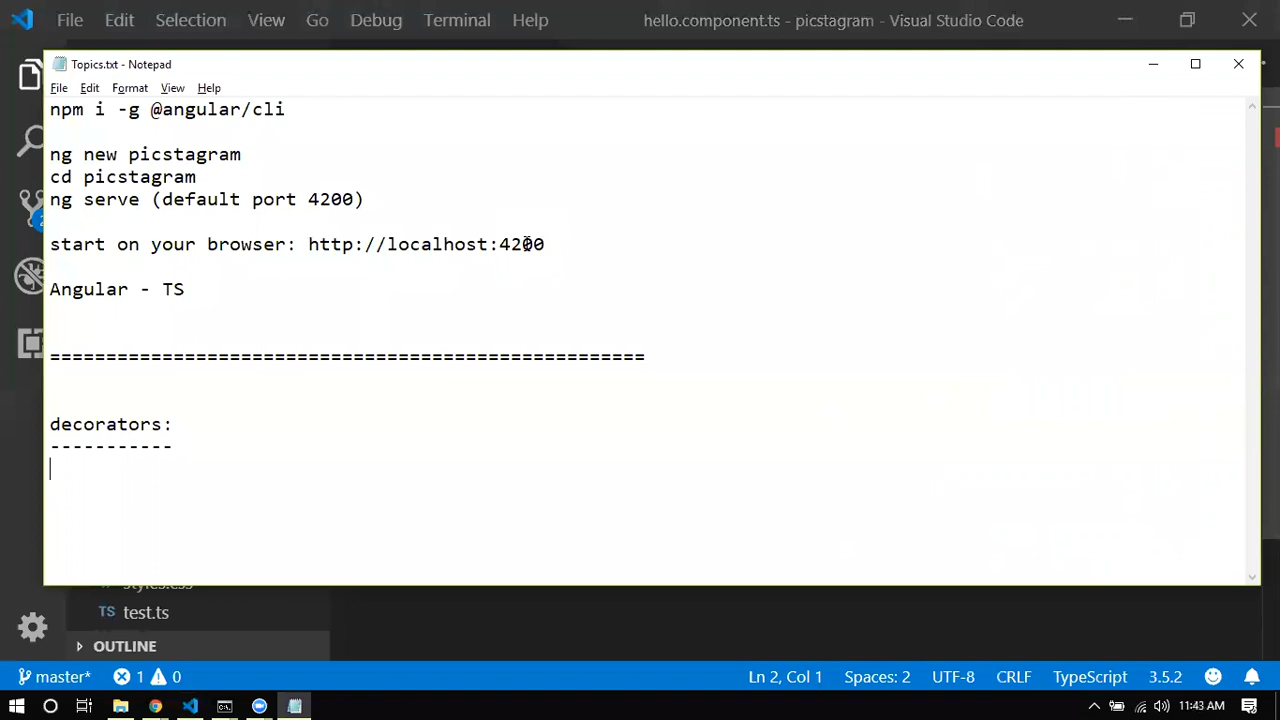 File Edit Selection View Go Debug Terminal Help hello.component.ts - picstagram - Visual Studio Code
Topics.txt - Notepad
File Edit Format View Help
npm i -g @angular/cli
ng new picstagram
cd picstagram
ng serve (default port 4200)
start on your browser: http://localhost:4200
Angular - TS
=====================================================
decorators:
-----------
styles.css
TS test.ts
OUTLINE
master* 1 0 Ln 2, Col 1 Spaces: 2 UTF-8 CRLF TypeScript 3.5.2
11:43 AM